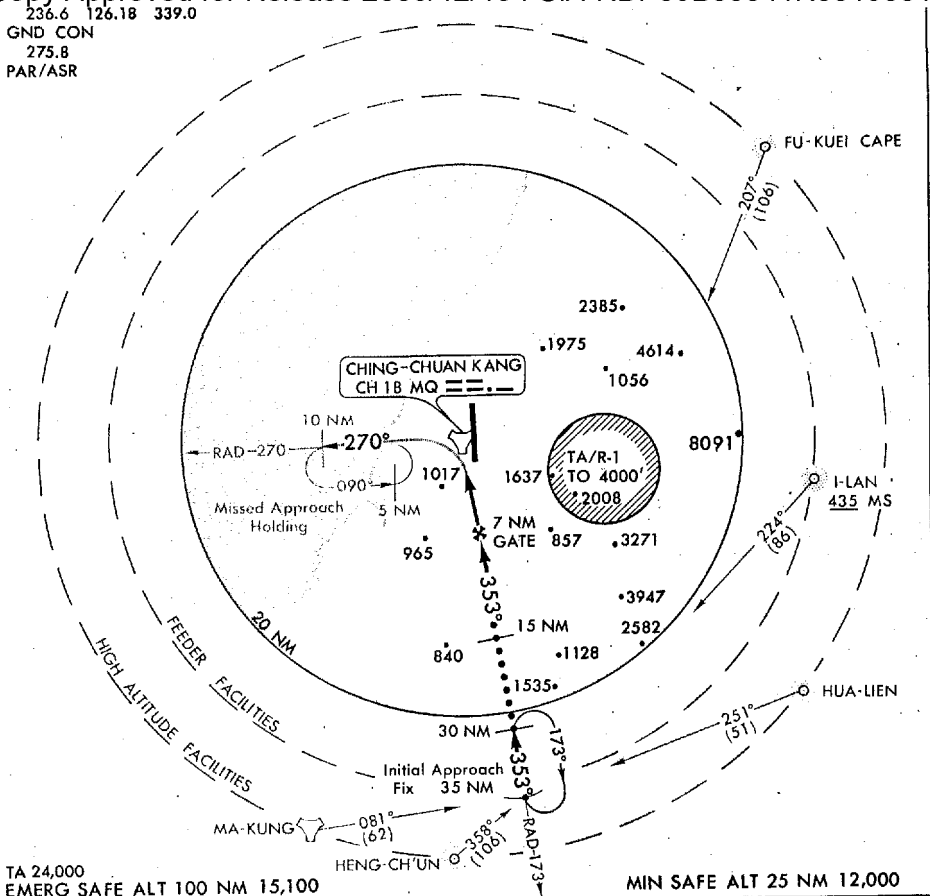 236.6 126.18 339.0
GND CON
275.8
PAR/ASR
FU-KUEI CAPE
207°
(106)
2385
1975
4614
1056
CHING-CHUAN KANG
CH 18 MQ
10 NM
RAD-270
270°
8091
090
1017
5 NM
Missed Approach
Holding
1637
TA/R-1
TO 4000'
2008
I-LAN
435 MS
224°
(86)
7 NM
GATE
857
3271
965
353°
3947
15 NM
2582
20 NM
840
1128
1535
FEEDER FACILITIES
HIGH ALTITUDE FACILITIES
HUA-LIEN
251°
(51)
30 NM
173°
353°
Initial Approach
Fix 35 NM
MA-KUNG
081°
(62)
HENG-CH'UN
358°
(106)
RAD-173
TA 24,000
EMERG SAFE ALT 100 NM 15,100
MIN SAFE ALT 25 NM 12,000